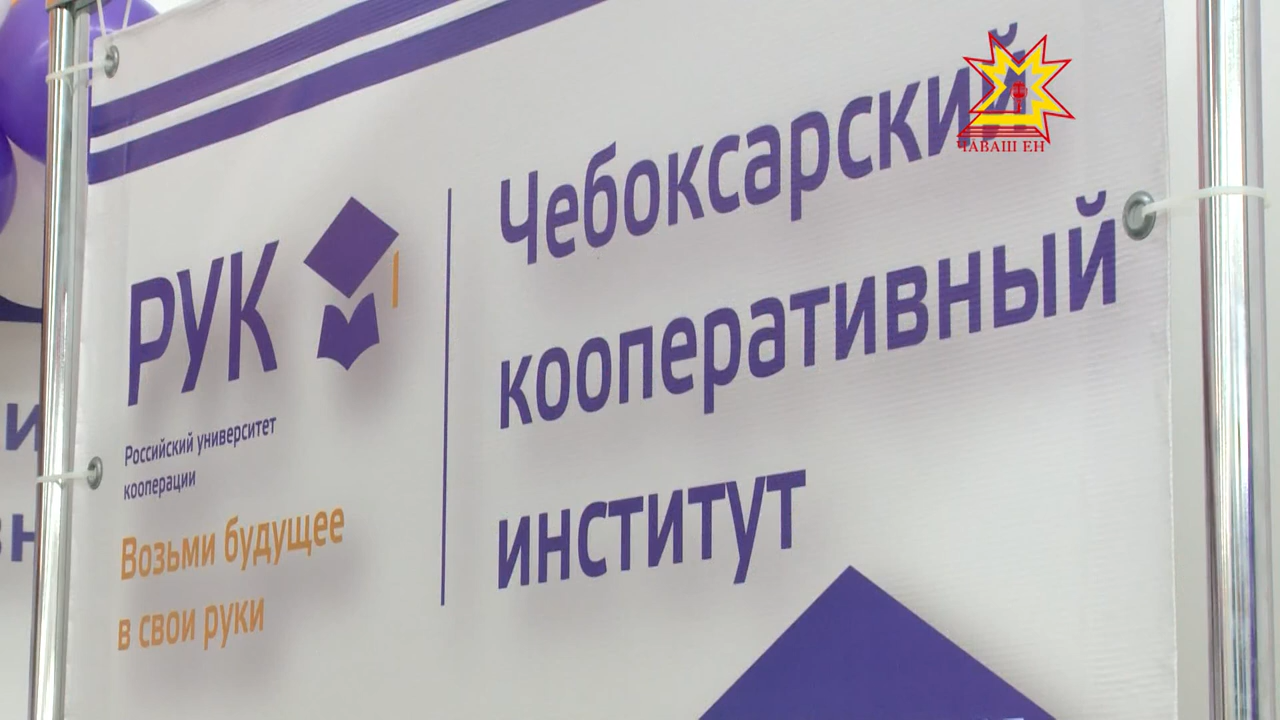 РУК
Российский университет
кооперации
Возьми будущее
в свои руки
Чебоксарский
кооперативный
институт
ЧАВАШ ЕН